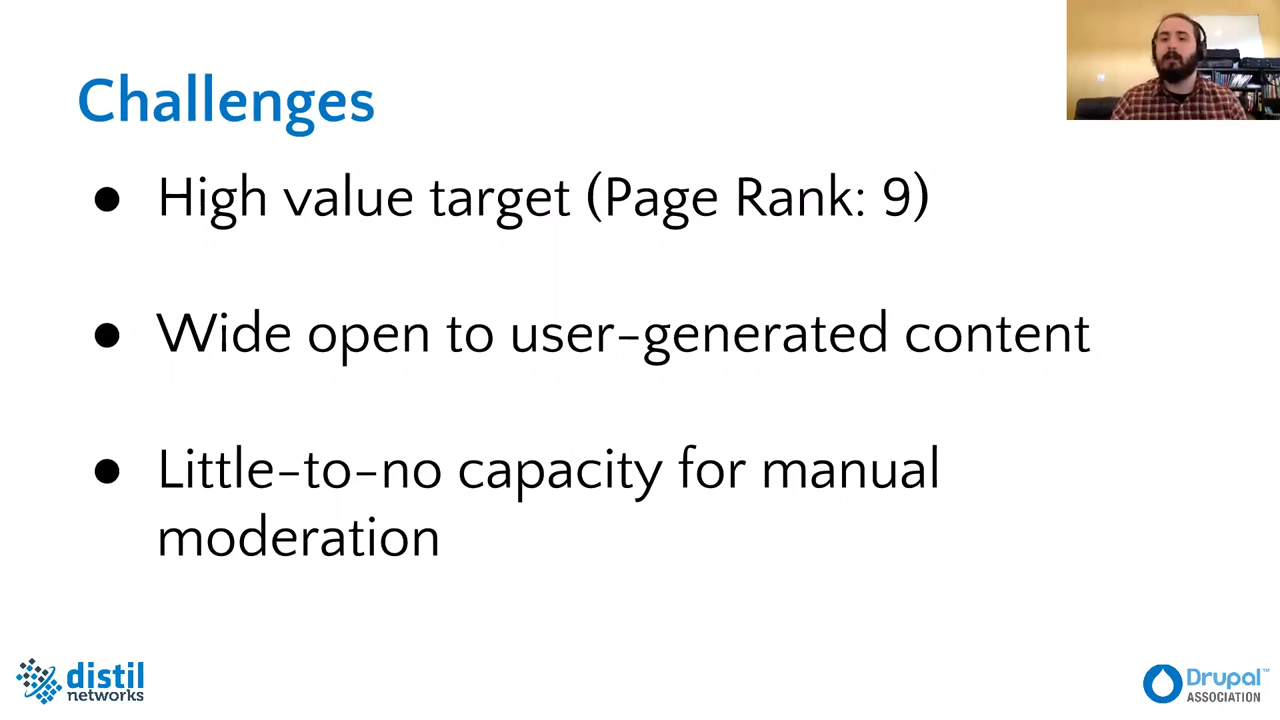 Challenges
● High value target (Page Rank: 9)
● Wide open to user-generated content
● Little-to-no capacity for manual
moderation
distil
networks
Drupal™
ASSOCIATION